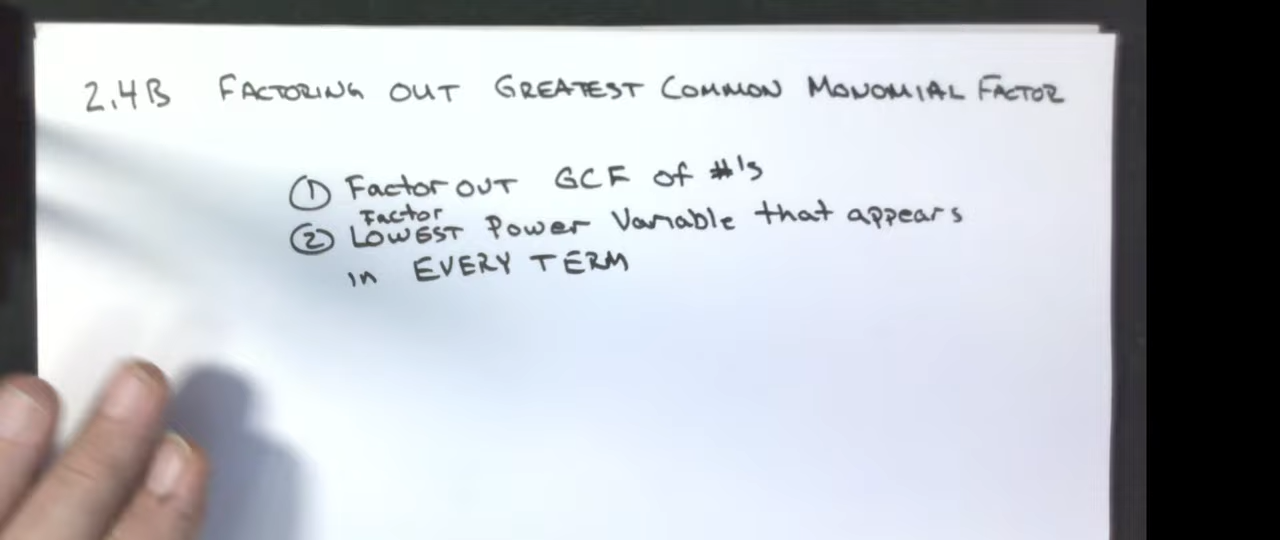 2.4B FACTORING OUT GREATEST COMMON MONOMIAL FACTOR
① Factor OUT GCF of #'s
Factor
② LOWEST Power Variable that appears
in EVERY TERM